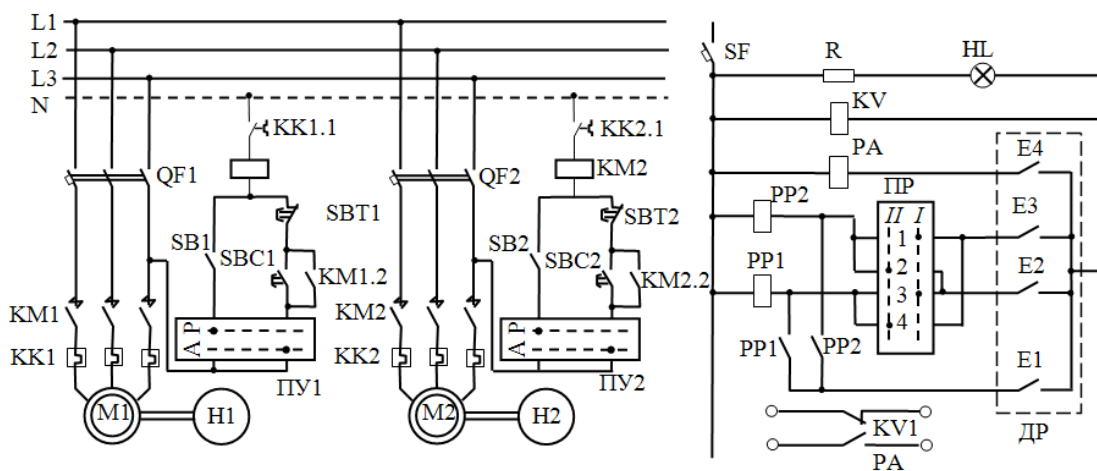 L1
L2
L3
N
KK1.1
QF1
SBT1
SB1
SBC1
KM1.2
KM1
KK1
P
A
ПУ1
M1
H1
KK2.1
KM2
QF2
SBT2
SB2
SBC2
KM2.2
KM2
KK2
P
A
ПУ2
M2
H2
SF
R
HL
KV
PA
E4
PP2
ПР
II I
1
2
3
4
E3
E2
PP1
PP1
PP2
E1
KV1
PA
ДР